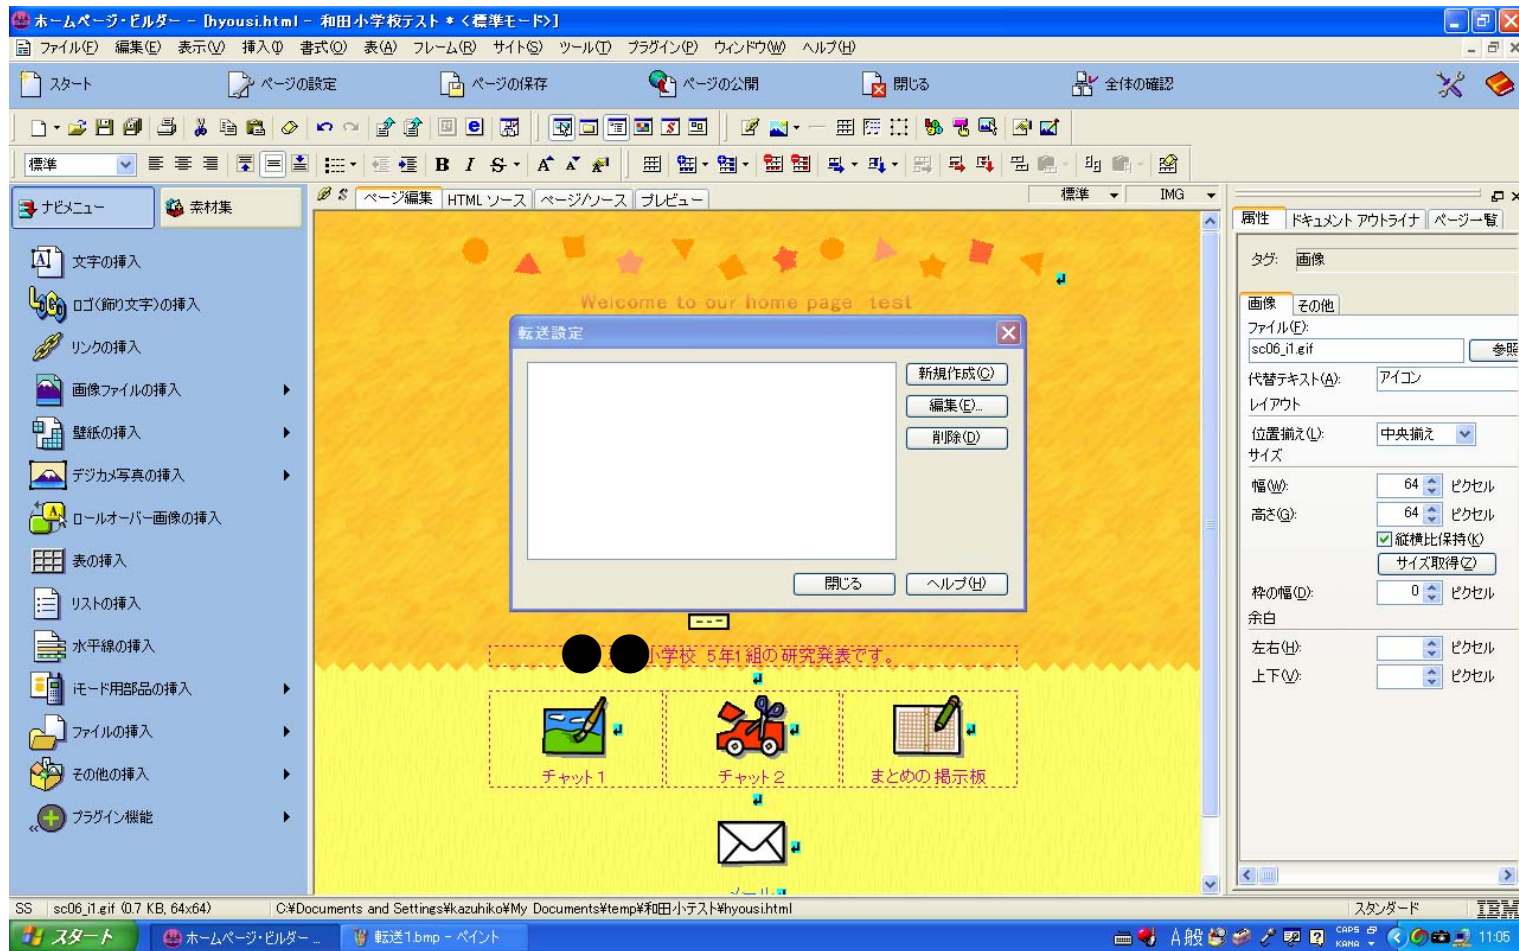 ホームページ・ビルダー - [hyousi.html - 和田小学校テスト * <標準モード>]
ファイル(F) 編集(E) 表示(V) 挿入(I) 書式(O) 表(A) フレーム(R) サイト(S) ツール(T) プラグイン(P) ウィンドウ(W) ヘルプ(H)
スタート ページの設定 ページの保存 ページの公開 閉じる 全体の確認
標準 B I S A A
ナビメニュー 素材集
ページ編集 HTML ソース ページ/ソース プレビュー 標準 IMG
属性 ドキュメント アウトライナ ページ一覧
文字の挿入
ロゴ(飾り文字)の挿入
リンクの挿入
画像ファイルの挿入
壁紙の挿入
デジカメ写真の挿入
ロールオーバー画像の挿入
表の挿入
リストの挿入
水平線の挿入
iモード用部品の挿入
ファイルの挿入
その他の挿入
プラグイン機能
Welcome to our home page test
転送設定
新規作成(C)
編集(E)...
削除(D)
閉じる ヘルプ(H)
小学校 5年1組の研究発表です。
チャット1 チャット2 まとめの掲示板
メール
タグ: 画像
画像 その他
ファイル(F):
sc06_i1.gif 参照
代替テキスト(A): アイコン
レイアウト
位置揃え(L): 中央揃え
サイズ
幅(W): 64 ピクセル
高さ(G): 64 ピクセル
縦横比保持(K)
サイズ取得(Z)
枠の幅(D): 0 ピクセル
余白
左右(H): ピクセル
上下(V): ピクセル
SS sc06_i1.gif (0.7 KB, 64x64) C:¥Documents and Settings¥kazuhiko¥My Documents¥temp¥和田小テスト¥hyousi.html スタンダード IBM
スタート ホームページ・ビルダー ... 転送1.bmp - ペイント A 般 CAPS KANA 11:05